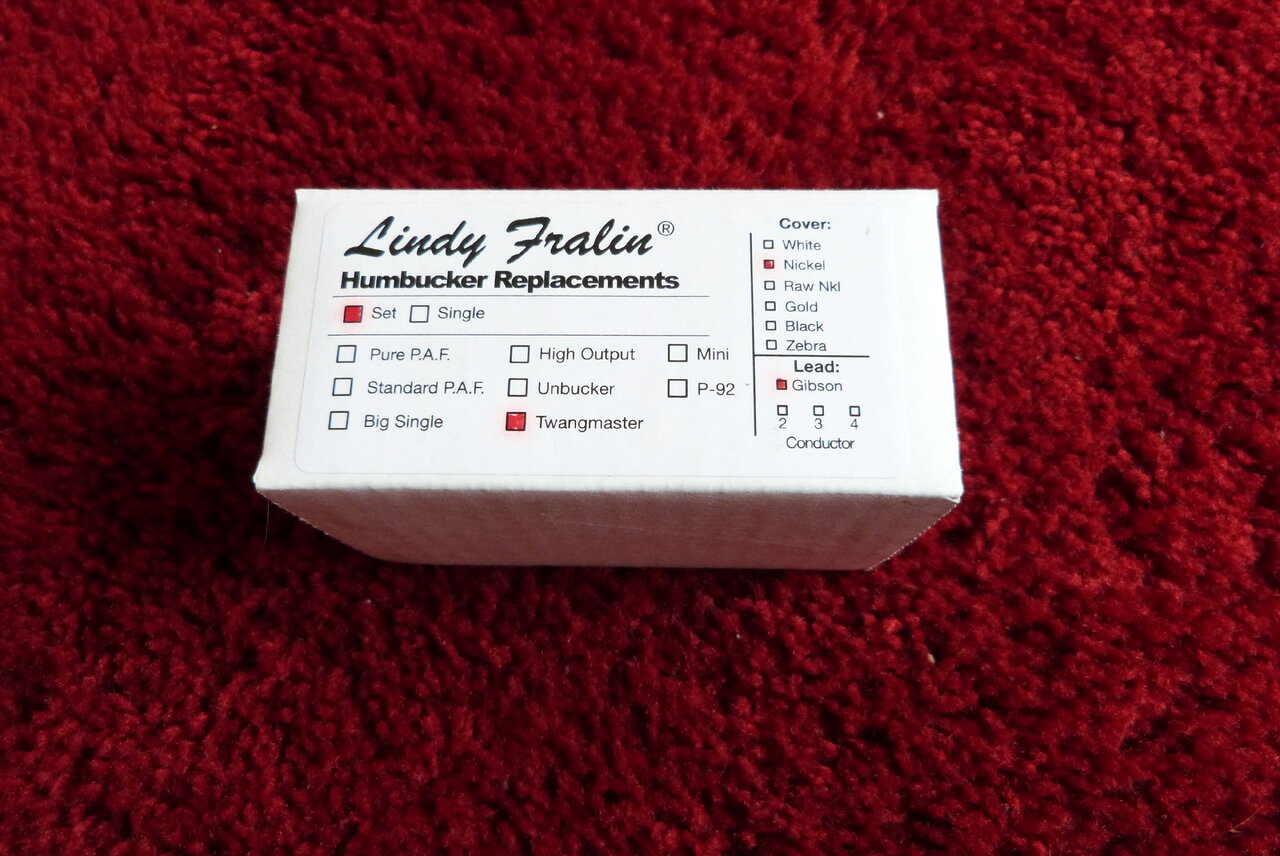 Lindy Fralin®
Humbucker Replacements
Set Single
Pure P.A.F. High Output Mini
Standard P.A.F. Unbucker P-92
Big Single Twangmaster
Cover:
White
Nickel
Raw Nkl
Gold
Black
Zebra
Lead:
Gibson
2 3 4
Conductor